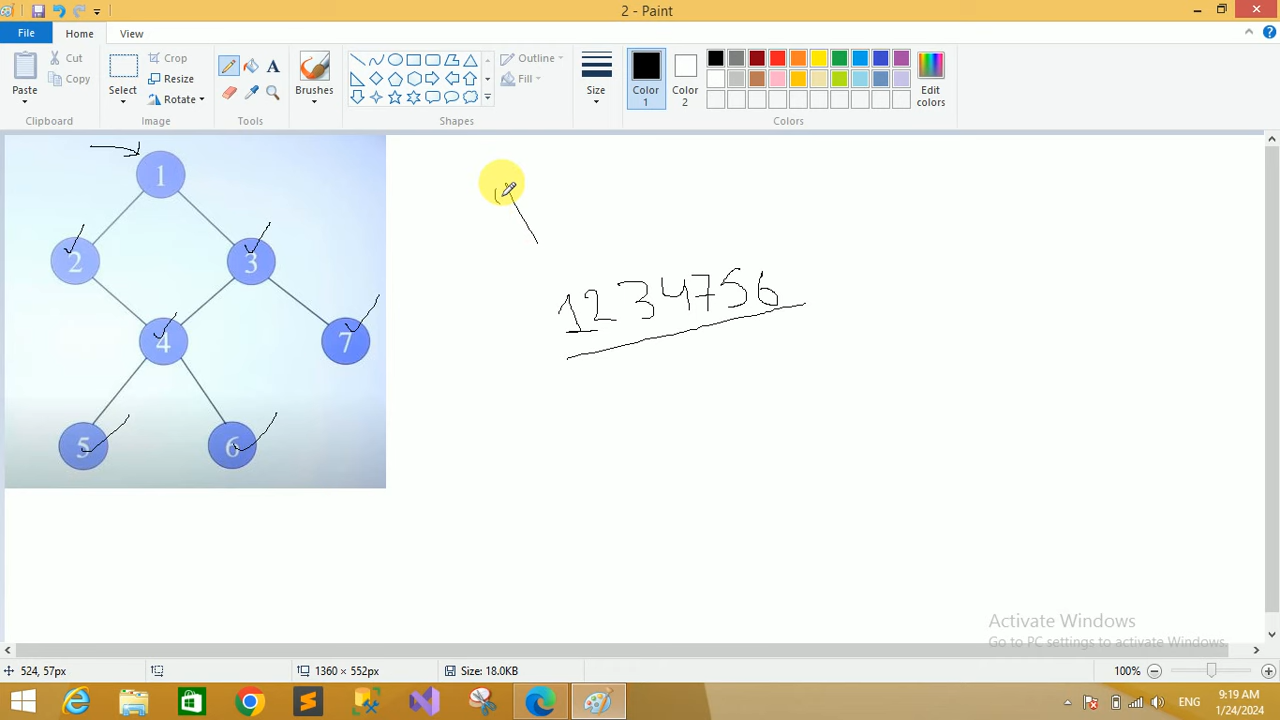 2 - Paint
File Home View
Paste Cut Copy
Clipboard
Select Crop Resize Rotate
Image
Tools
Brushes
Outline Fill
Shapes
Size
Color 1
Color 2
Edit colors
Colors
1
2 3
4 7
5 6
1234756
Activate Windows
Go to PC settings to activate Windows.
524, 57px 1360 × 552px Size: 18.0KB 100%
ENG 9:19 AM
1/24/2024